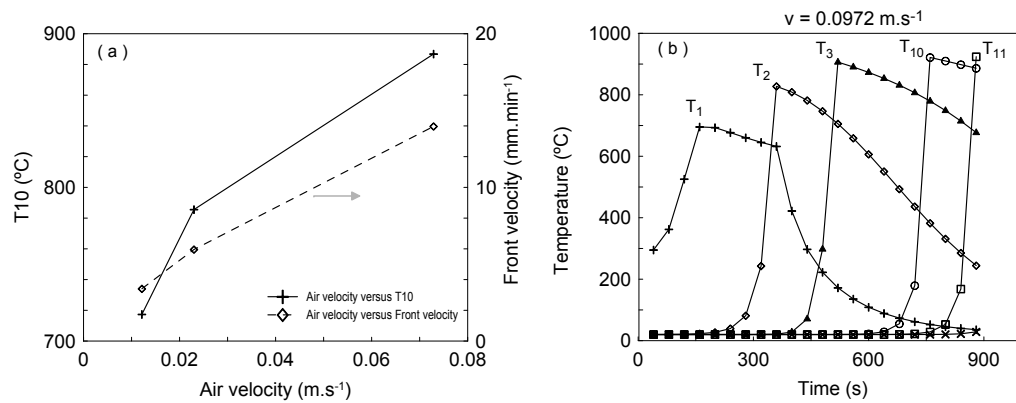 v = 0.0972 m.s-1
900
( a )
20
800
10
700
0
0
0.02
0.04
0.06
0.08
T10 (ºC)
Front velocity (mm.min-1)
Air velocity versus T10
Air velocity versus Front velocity
Air velocity (m.s-1)
1000
( b )
T1
T2
T3
T10
T11
800
600
400
200
0
0
300
600
900
Temperature (ºC)
Time (s)